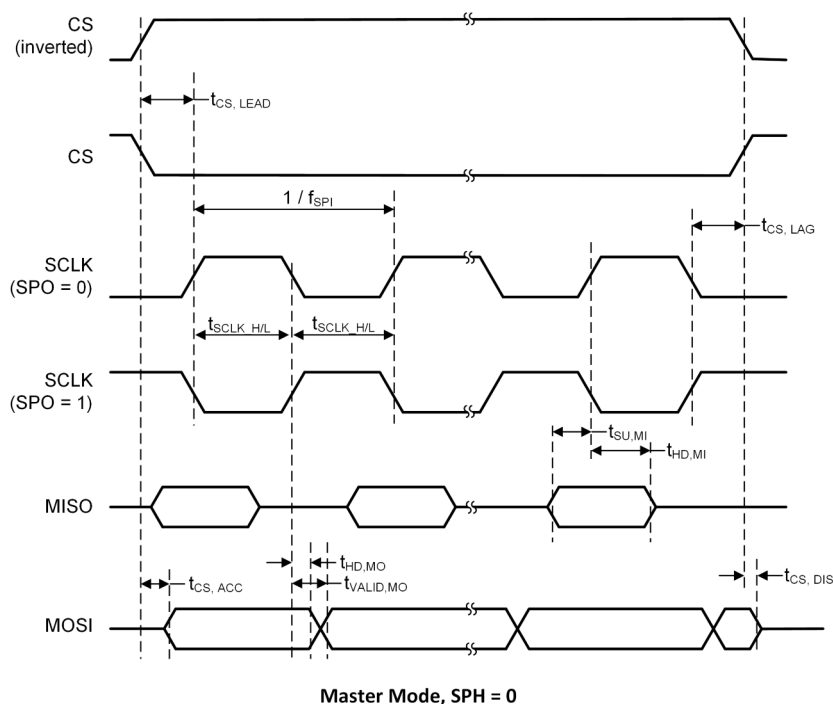 CS
(inverted)
tCS, LEAD
CS
1 / fSPI
tCS, LAG
SCLK
(SPO = 0)
tSCLK_H/L
tSCLK_H/L
SCLK
(SPO = 1)
tSU,MI
tHD,MI
MISO
tHD,MO
tVALID,MO
tCS, ACC
tCS, DIS
MOSI
Master Mode, SPH = 0